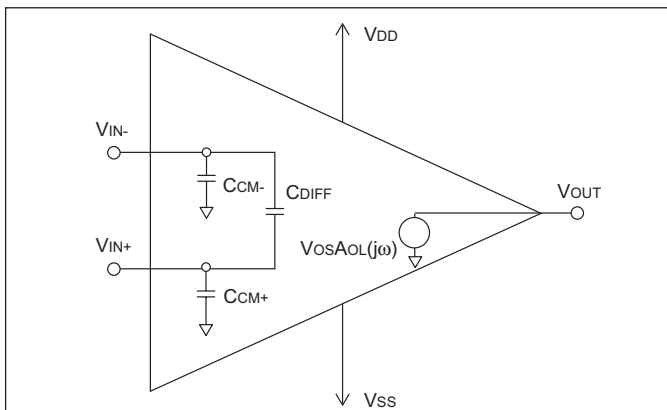 VDD
VIN-
CCM-
CDIFF
VOUT
VOSAOL(jω)
VIN+
CCM+
VSS